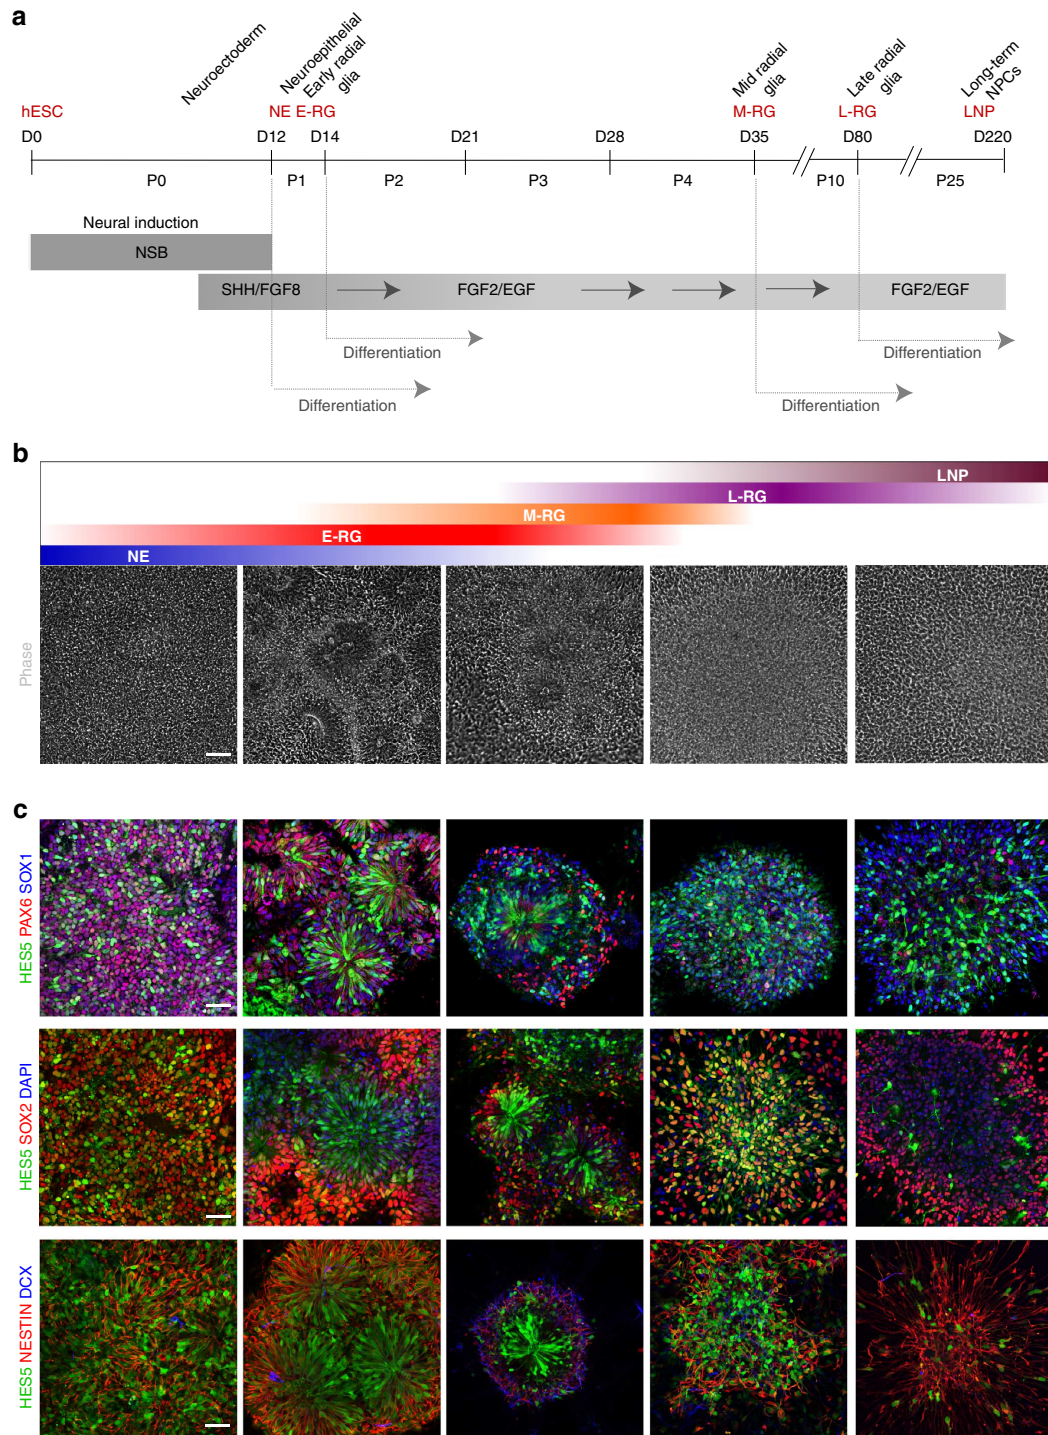 a
Neuroectoderm
Neuroepithelial
Early radial
glia
Mid radial
glia
Late radial
glia
Long-term
NPCs
hESC
NE E-RG
M-RG
L-RG
LNP
D0
D12
D14
D21
D28
D35
D80
D220
P0
P1
P2
P3
P4
P10
P25
Neural induction
NSB
SHH/FGF8
FGF2/EGF
FGF2/EGF
Differentiation
Differentiation
Differentiation
Differentiation
b
LNP
L-RG
M-RG
E-RG
NE
Phase
c
HES5 PAX6 SOX1
HES5 SOX2 DAPI
HES5 NESTIN DCX